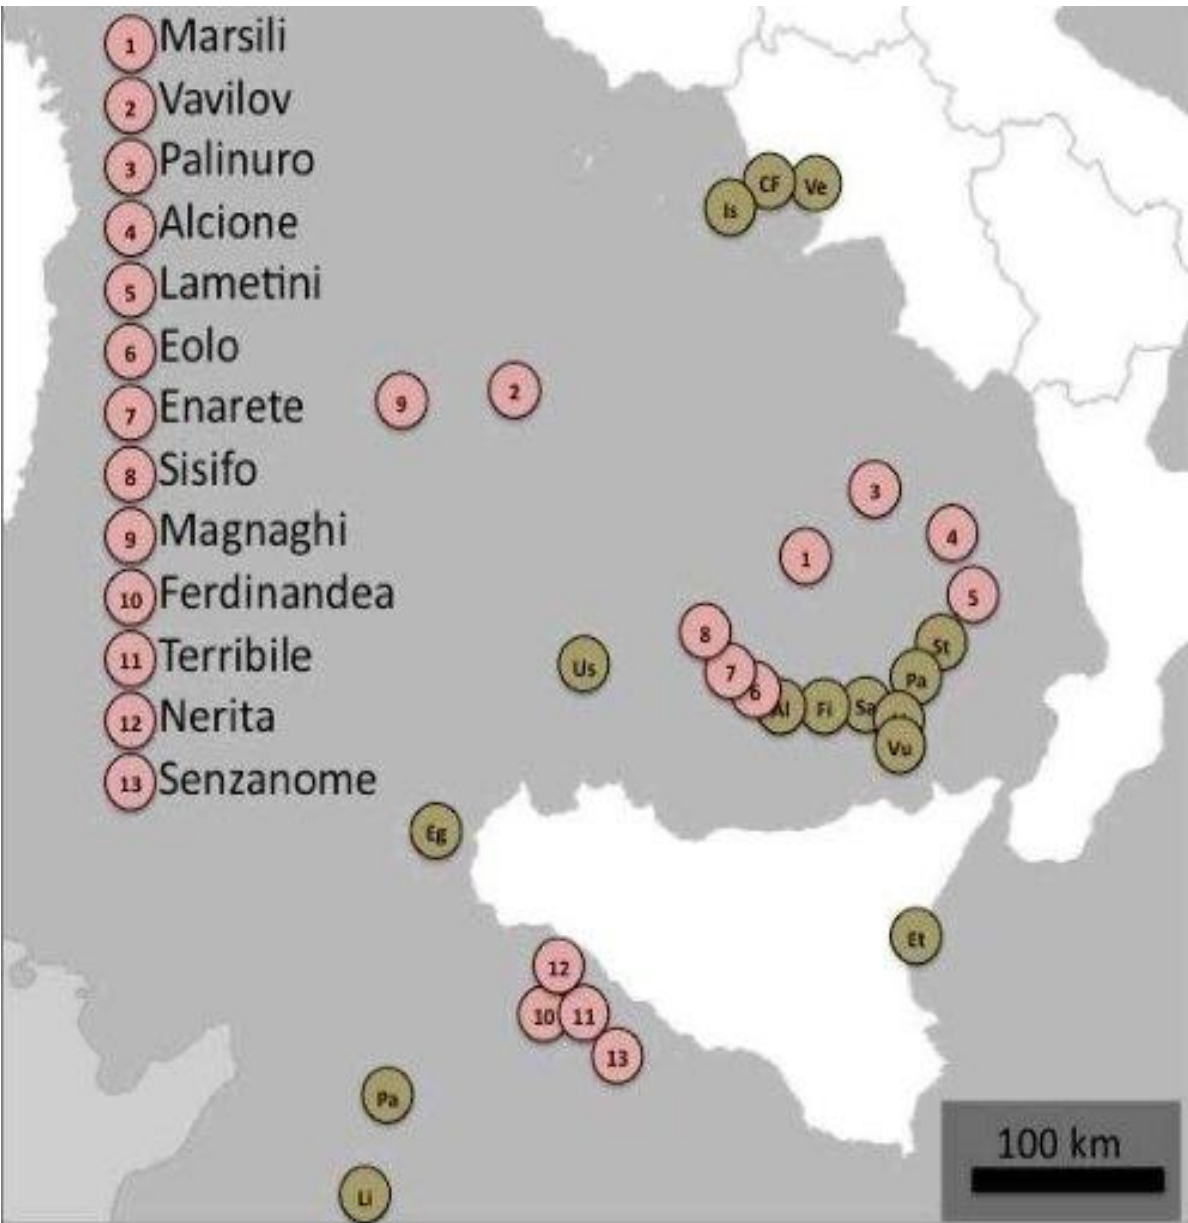 1 Marsili
2 Vavilov
3 Palinuro
4 Alcione
5 Lametini
6 Eolo
7 Enarete
8 Sisifo
9 Magnaghi
10 Ferdinandea
11 Terribile
12 Nerita
13 Senzanome
CF Ve
Is
9 2
3
4
1
5
8
St
Us
7
Pa
6
Al Fi Sa
Vu
Eg
Et
12
10 11
13
Pa
Li
100 km